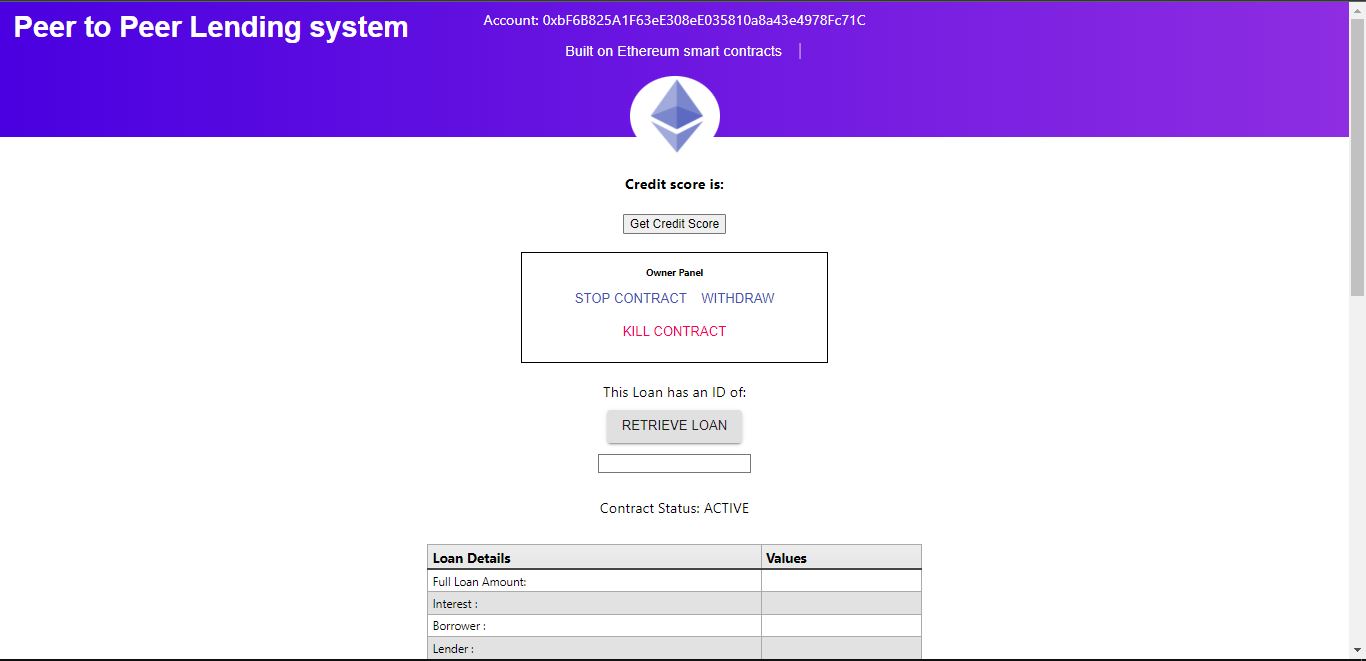 Peer to Peer Lending system
Account: 0xbF6B825A1F63eE308eE035810a8a43e4978Fc71C
Built on Ethereum smart contracts
Credit score is:
Get Credit Score
Owner Panel
STOP CONTRACT WITHDRAW
KILL CONTRACT
This Loan has an ID of:
RETRIEVE LOAN
Contract Status: ACTIVE
Loan Details Values
Full Loan Amount:
Interest :
Borrower :
Lender :